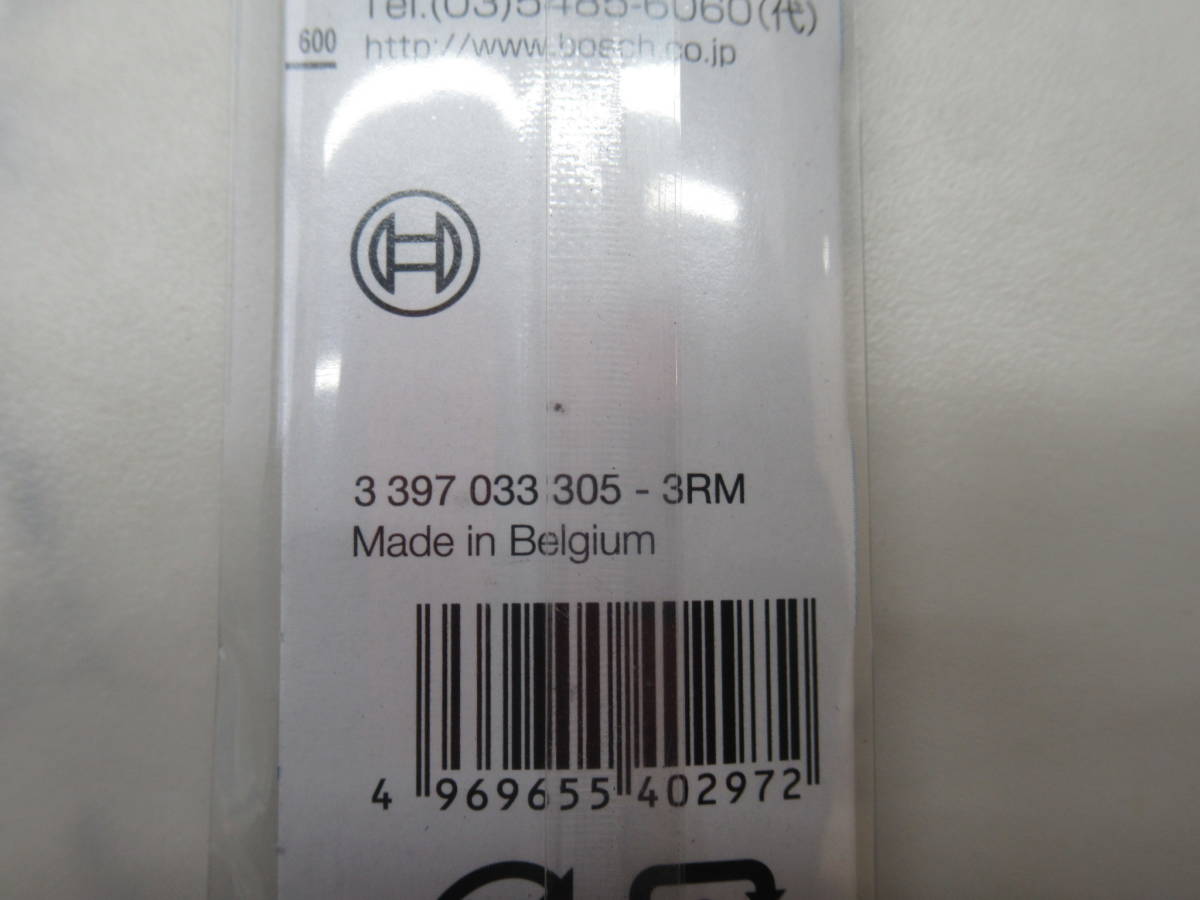 Tel.(03)5485-6060(代)
600
http://www.bosch.co.jp
3 397 033 305 - 3RM
Made in Belgium
4 969655 402972